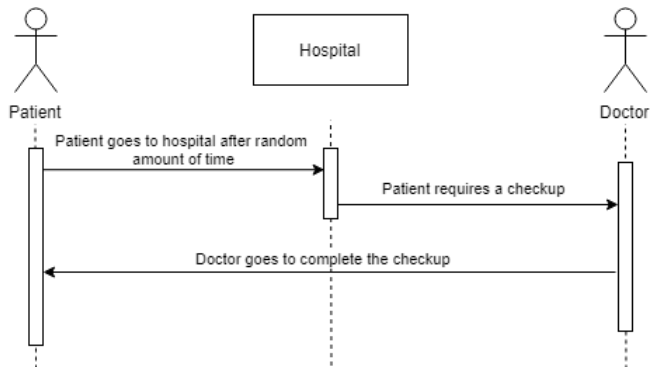 Hospital
Patient
Doctor
Patient goes to hospital after random
amount of time
Patient requires a checkup
Doctor goes to complete the checkup